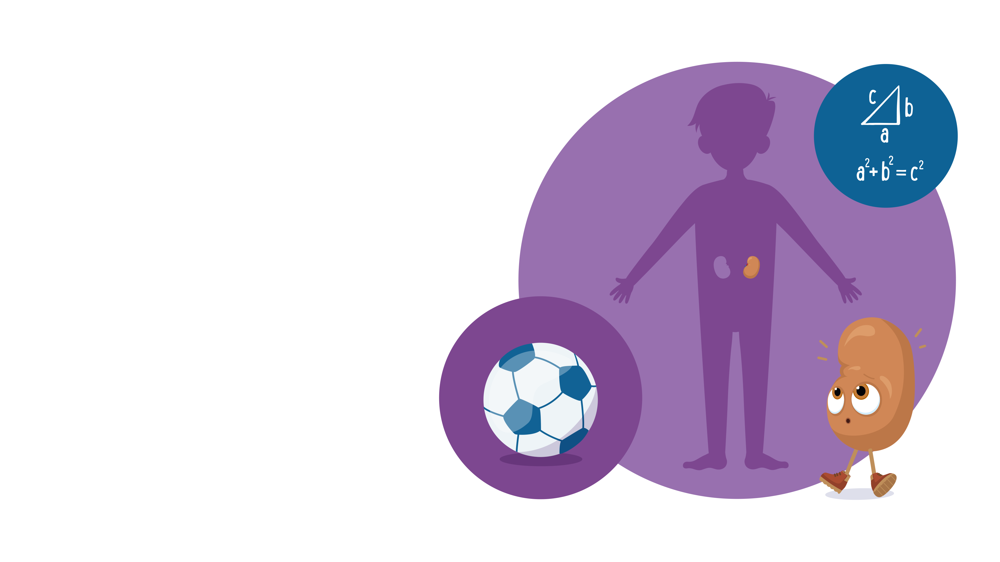 c
b
a
a² + b² = c²